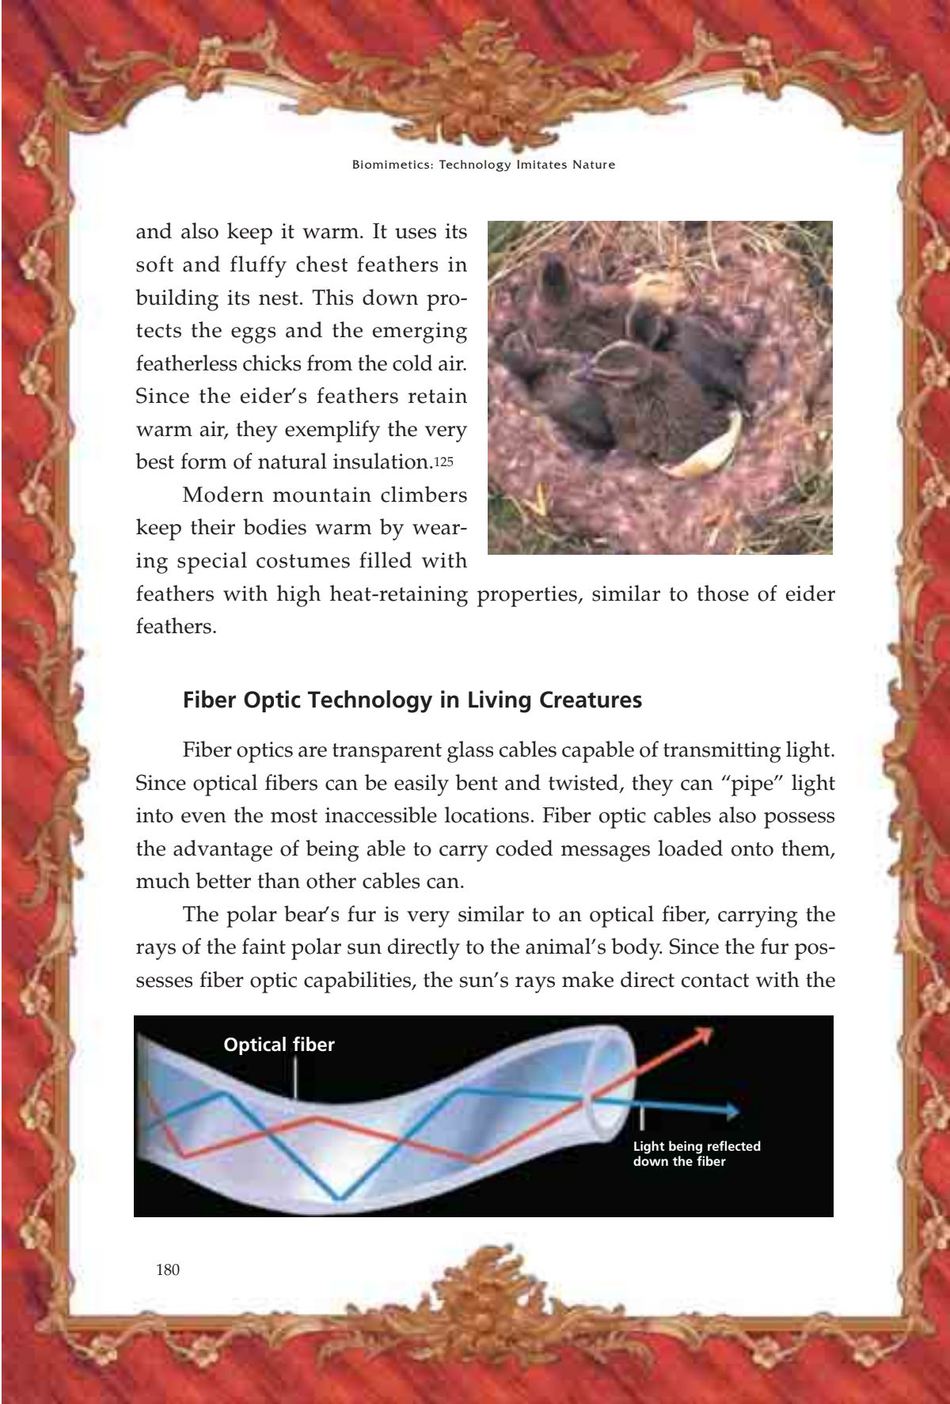 Biomimetics: Technology Imitates Nature
and also keep it warm. It uses its
soft and fluffy chest feathers in
building its nest. This down pro-
tects the eggs and the emerging
featherless chicks from the cold air.
Since the eider's feathers retain
warm air, they exemplify the very
best form of natural insulation.125
Modern mountain climbers
keep their bodies warm by wear-
ing special costumes filled with
feathers with high heat-retaining properties, similar to those of eider
feathers.
Fiber Optic Technology in Living Creatures
Fiber optics are transparent glass cables capable of transmitting light.
Since optical fibers can be easily bent and twisted, they can “pipe” light
into even the most inaccessible locations. Fiber optic cables also possess
the advantage of being able to carry coded messages loaded onto them,
much better than other cables can.
The polar bear's fur is very similar to an optical fiber, carrying the
rays of the faint polar sun directly to the animal's body. Since the fur pos-
sesses fiber optic capabilities, the sun's rays make direct contact with the
Optical fiber
Light being reflected
down the fiber
180